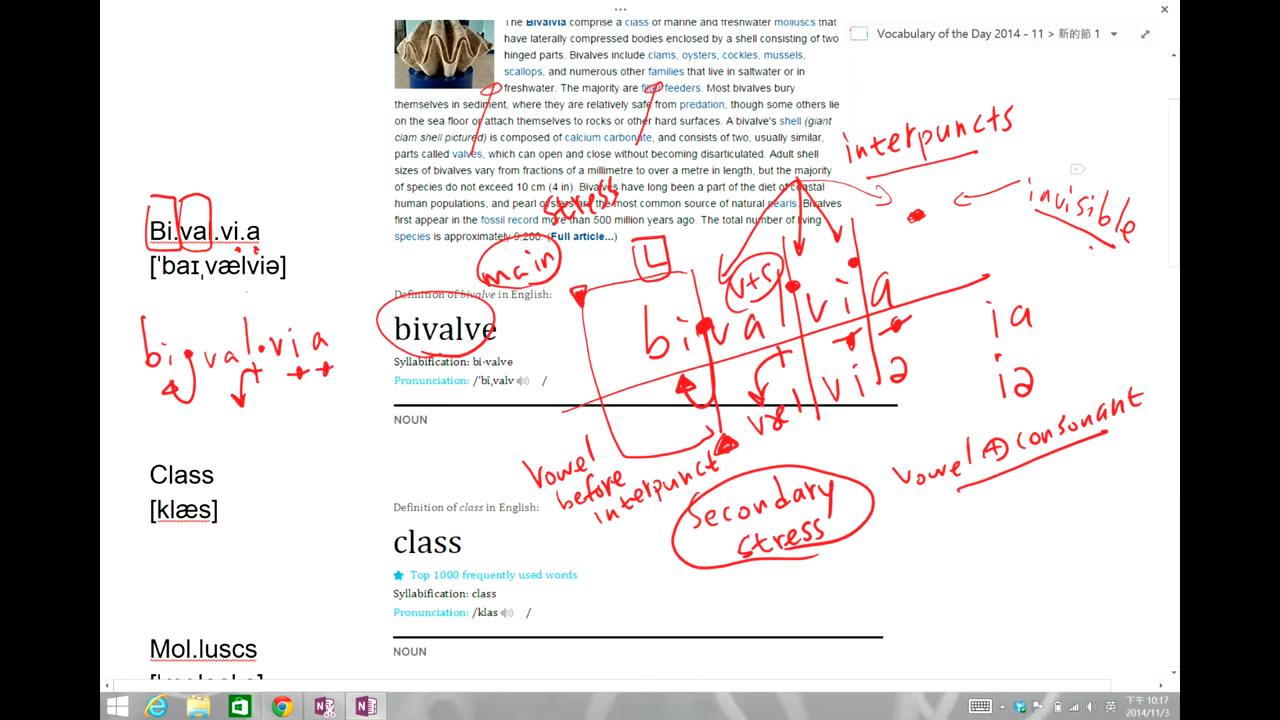 The Bivalvia comprise a class of marine and freshwater molluscs that
have laterally compressed bodies enclosed by a shell consisting of two
hinged parts. Bivalves include clams, oysters, cockles, mussels,
scallops, and numerous other families that live in saltwater or in
freshwater. The majority are filter feeders. Most bivalves bury
themselves in sediment, where they are relatively safe from predation, though some others lie
on the sea floor or attach themselves to rocks or other hard surfaces. A bivalve's shell (giant
clam shell pictured) is composed of calcium carbonate, and consists of two, usually similar,
parts called valves, which can open and close without becoming disarticulated. Adult shell
sizes of bivalves vary from fractions of a millimetre to over a metre in length, but the majority
of species do not exceed 10 cm (4 in). Bivalves have long been a part of the diet of coastal
human populations, and pearl oysters are the most common source of natural pearls. Bivalves
first appear in the fossil record more than 500 million years ago. The total number of living
species is approximately 9,200. (Full article...)
Vocabulary of the Day 2014 - 11 > 新的節 1
interpuncts
invisible
stress
main
L
Bi.val.vi.a
[ˈbaɪˌvælviə]
bi·val·via
Definition of bivalve in English:
bivalve
Syllabification: bi·valve
Pronunciation: /ˈbīˌvalv /
NOUN
V+S
bi va l vi a
væl vi ə
ia
iə
vowel
before
interpunct
vowel + consonant
secondary
stress
Class
[klæs]
Definition of class in English:
class
Top 1000 frequently used words
Syllabification: class
Pronunciation: /klas /
NOUN
Mol.luscs
英
下午 10:17
2014/11/3